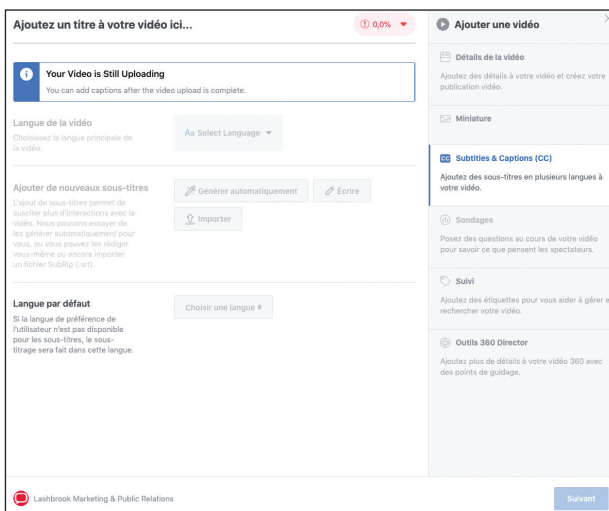 Ajoutez un titre à votre vidéo ici...
0,0%
Your Video is Still Uploading
You can add captions after the video upload is complete.
Langue de la vidéo
Choisissez la langue principale de
la vidéo.
Aa Select Language
Ajouter de nouveaux sous-titres
L'ajout de sous-titres permet de
susciter plus d'interactions avec la
vidéo. Nous pouvons essayer de
les générer automatiquement pour
vous, ou vous pouvez les rédiger
vous-même ou encore importer
un fichier SubRip (.srt).
Générer automatiquement
Écrire
Importer
Langue par défaut
Si la langue de préférence de
l'utilisateur n'est pas disponible
pour les sous-titres, le sous-
titrage sera fait dans cette langue.
Choisir une langue
Lashbrook Marketing & Public Relations
Ajouter une vidéo
Détails de la vidéo
Ajoutez des détails à votre vidéo et créez votre
publication vidéo.
Miniature
CC Subtitles & Captions (CC)
Ajoutez des sous-titres en plusieurs langues à
votre vidéo.
Sondages
Posez des questions au cours de votre vidéo
pour savoir ce que pensent les spectateurs.
Suivi
Ajoutez des étiquettes pour vous aider à gérer e
rechercher votre vidéo.
Outils 360 Director
Ajoutez plus de détails à votre vidéo 360 avec
des points de guidage.
Suivant